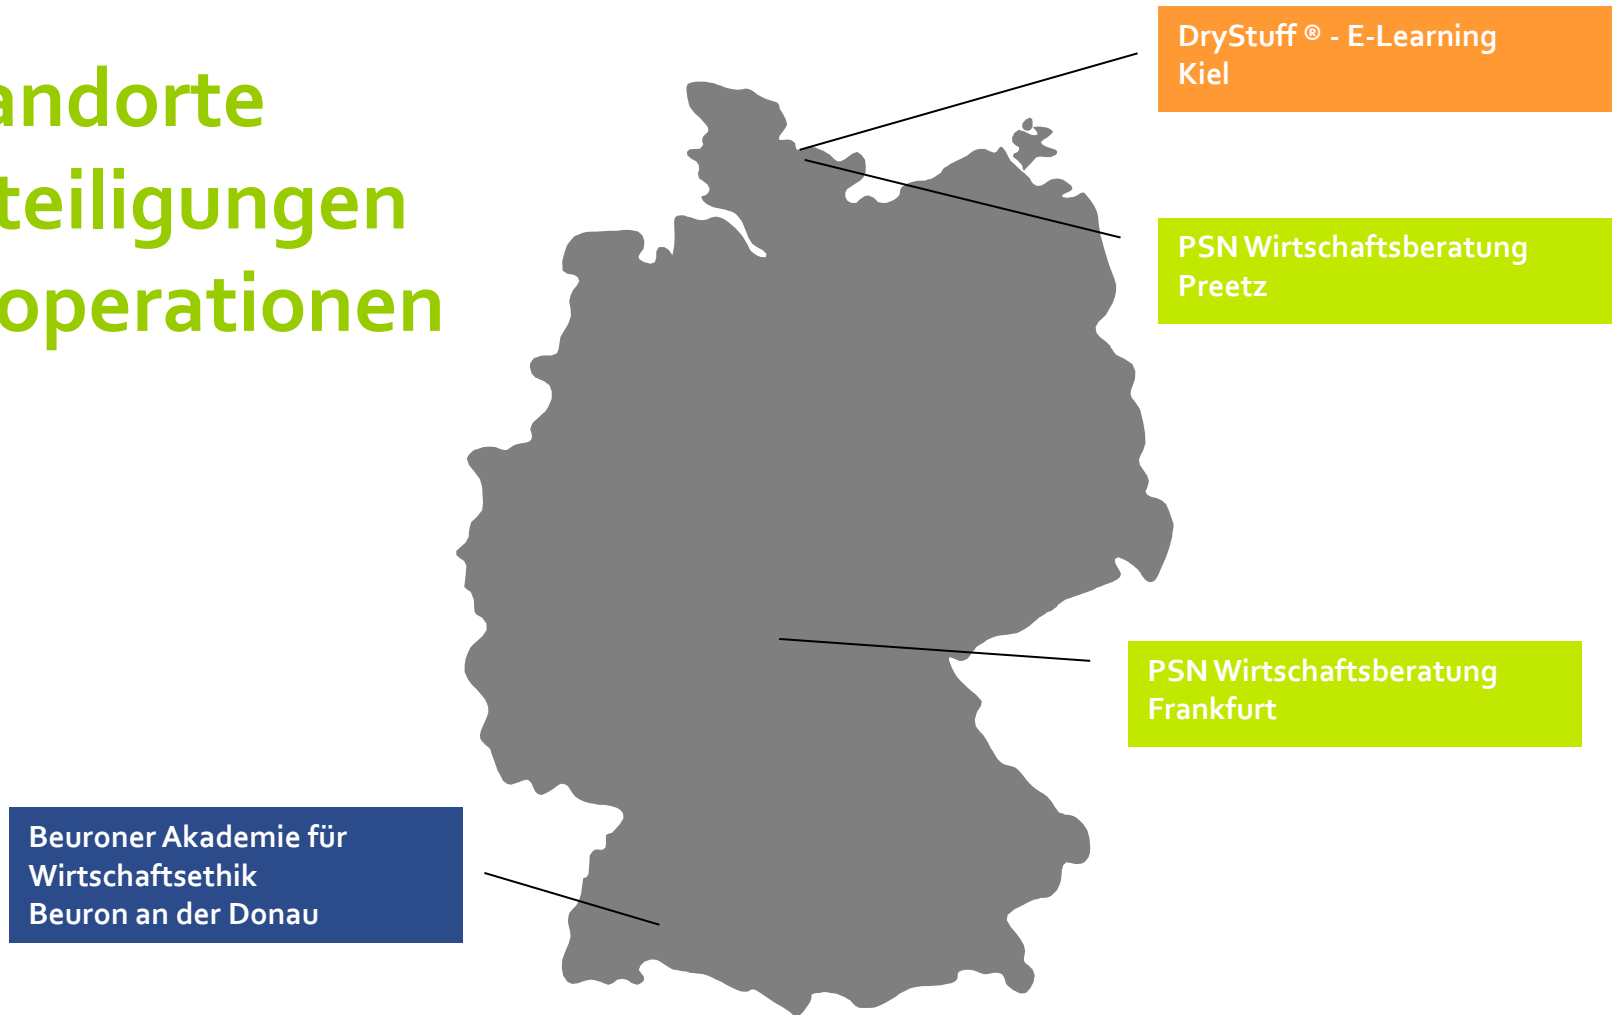 andorte
teiligungen
operationen
DryStuff ® - E-Learning
Kiel
PSN Wirtschaftsberatung
Preetz
PSN Wirtschaftsberatung
Frankfurt
Beuroner Akademie für
Wirtschaftsethik
Beuron an der Donau